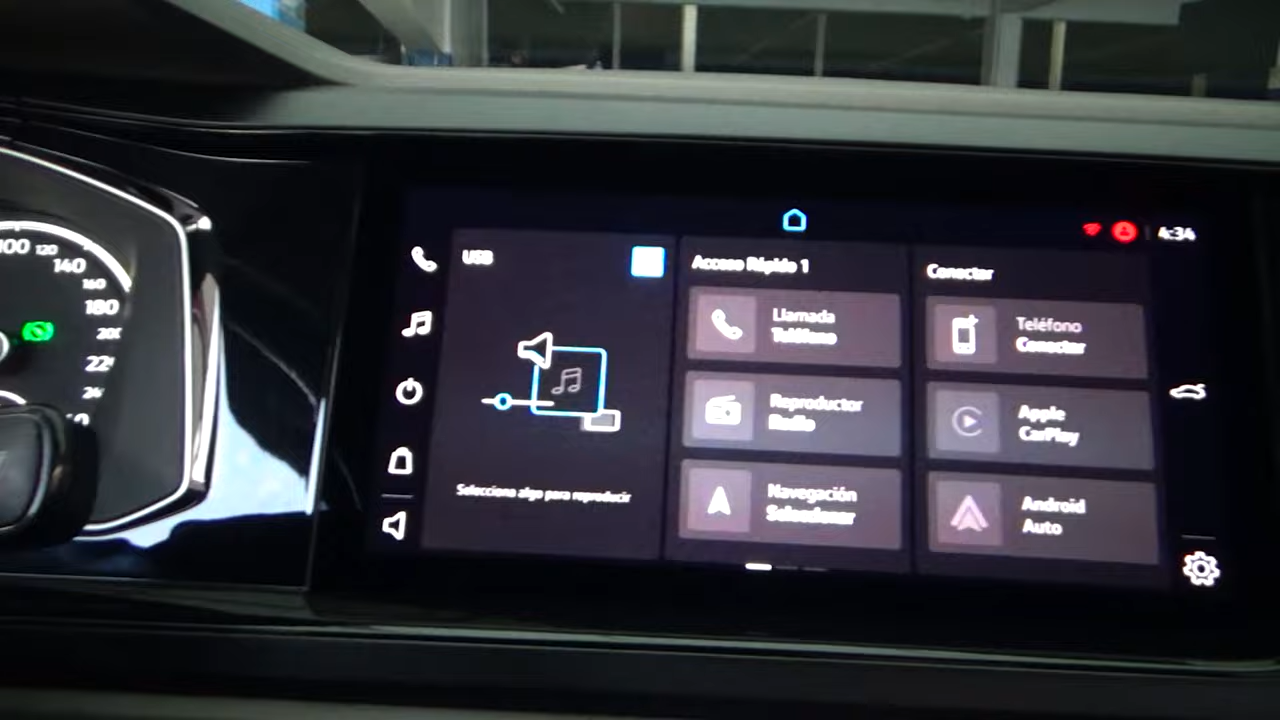 100
120
140
160
180
4:34
USB
Acceso Rápido 1
Conectar
Llamada
Teléfono
Teléfono
Conectar
Reproductor
Radio
Apple
CarPlay
Navegación
Seleccionar
Android
Auto
Selecciona algo para reproducir